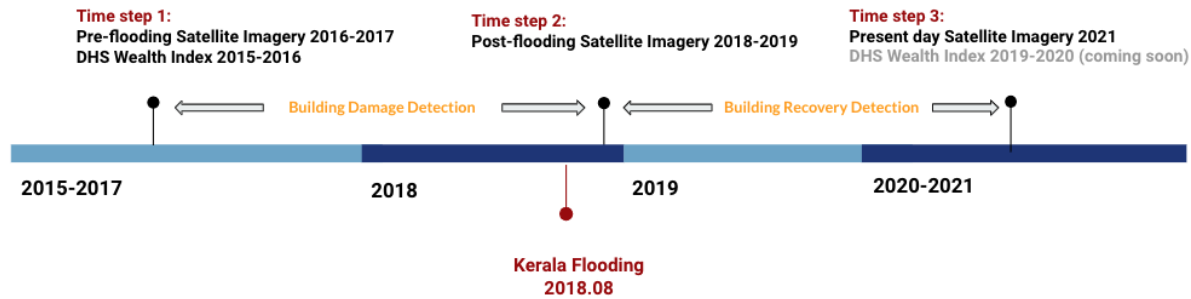 Time step 1:
Pre-flooding Satellite Imagery 2016-2017
DHS Wealth Index 2015-2016
Time step 2:
Post-flooding Satellite Imagery 2018-2019
Time step 3:
Present day Satellite Imagery 2021
DHS Wealth Index 2019-2020 (coming soon)
Building Damage Detection
Building Recovery Detection
2015-2017
2018
2019
2020-2021
Kerala Flooding
2018.08